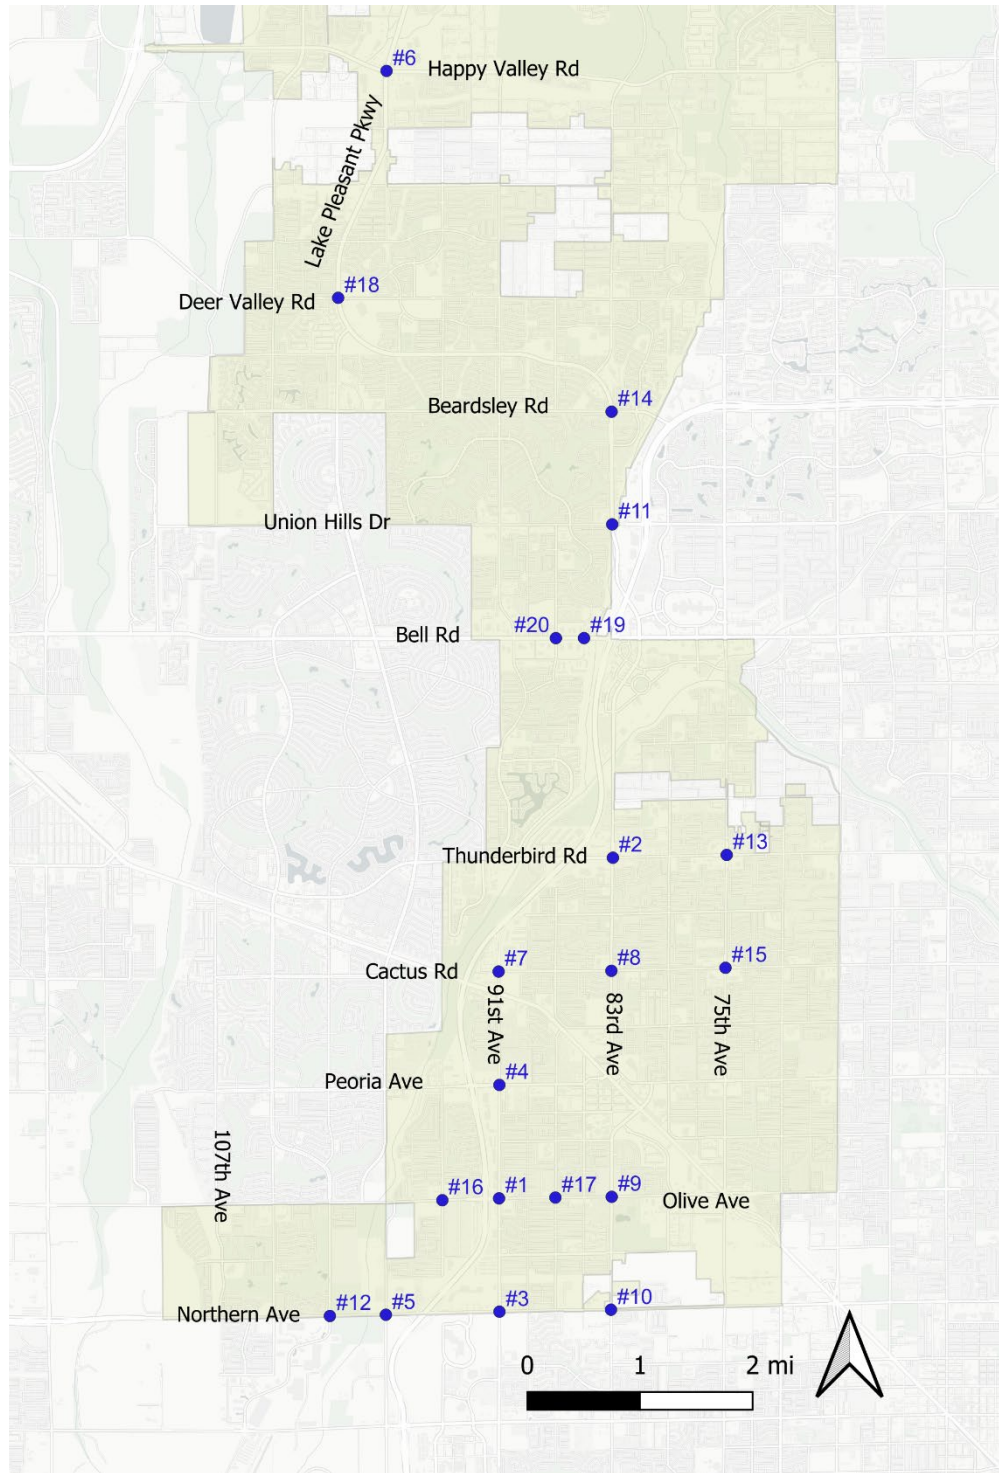 #6
Happy Valley Rd
Lake Pleasant Pkwy
#18
Deer Valley Rd
#14
Beardsley Rd
#11
Union Hills Dr
#20
#19
Bell Rd
#2
#13
Thunderbird Rd
#7
#8
#15
Cactus Rd
91st Ave
83rd Ave
75th Ave
#4
Peoria Ave
107th Ave
#16
#1
#17
#9
Olive Ave
#12
#5
#3
#10
Northern Ave
0 1 2 mi